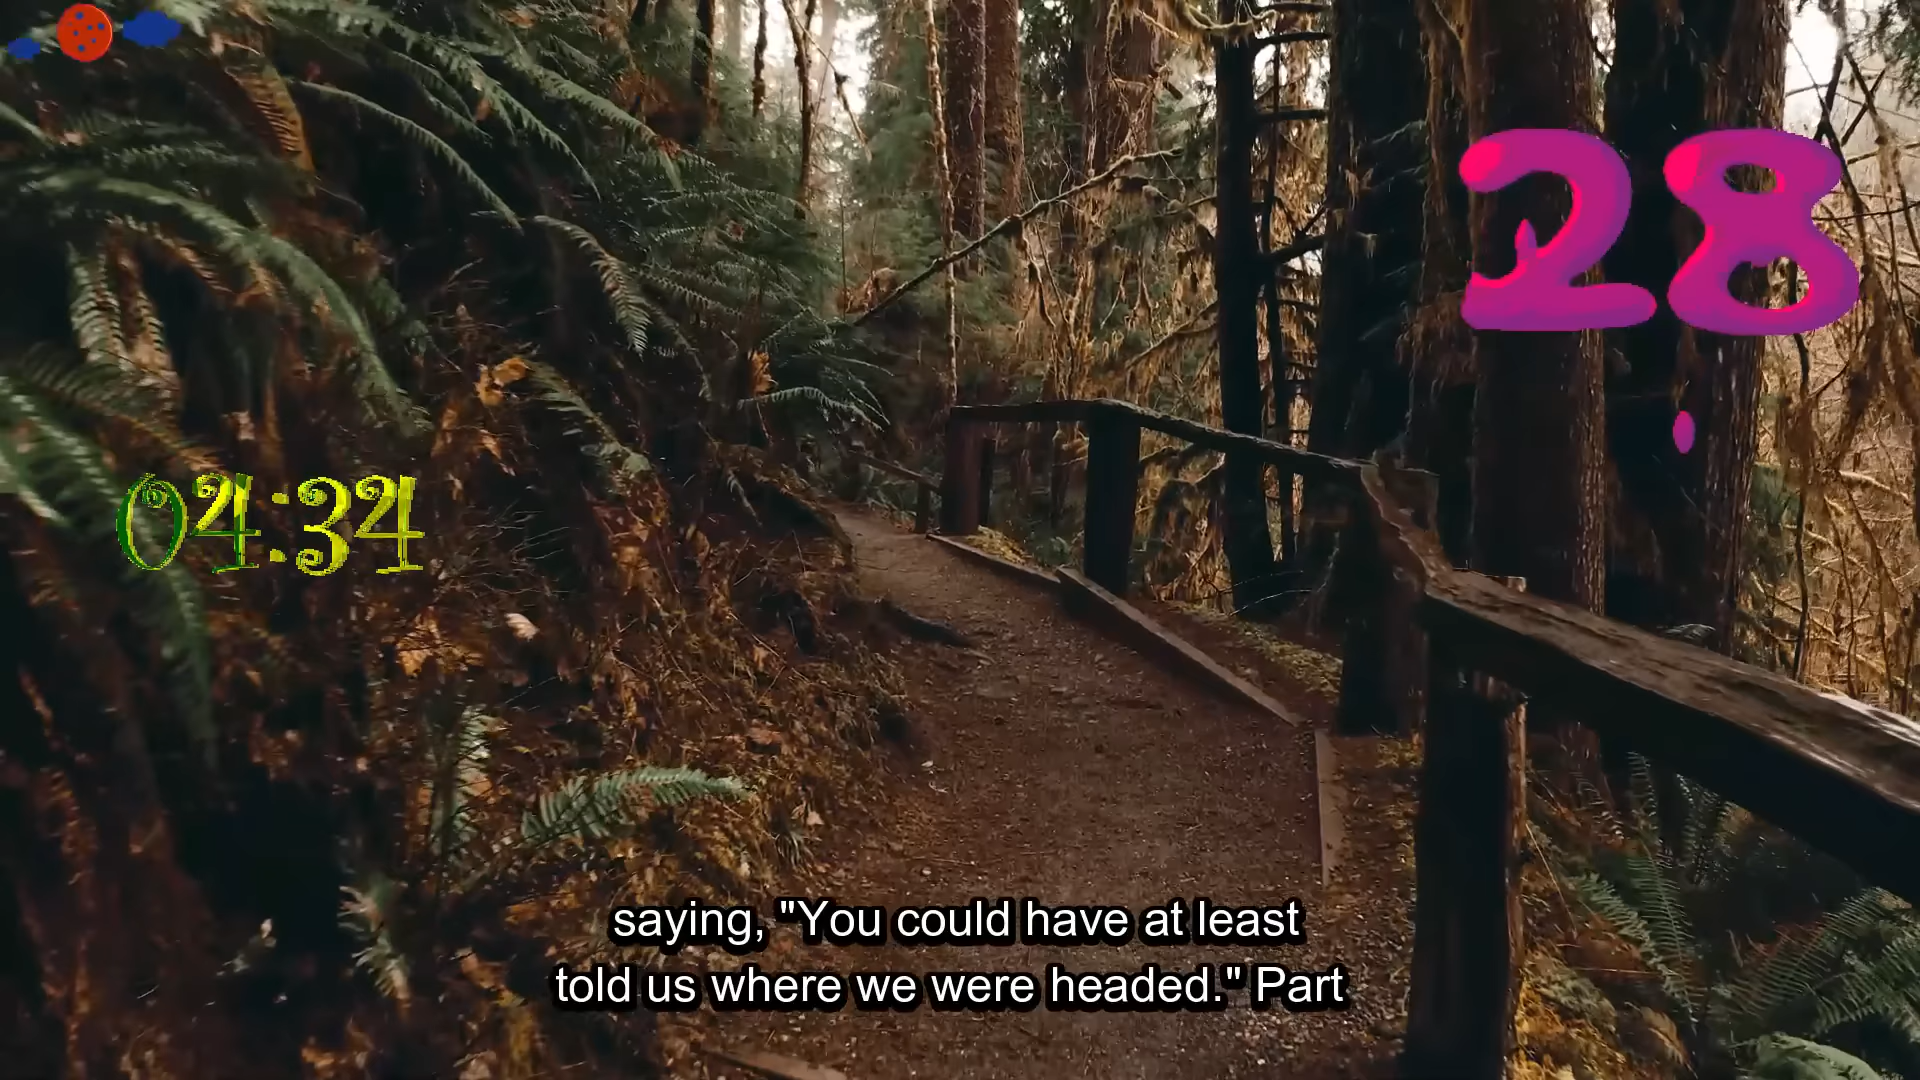 28
04:34
saying, "You could have at least
told us where we were headed." Part